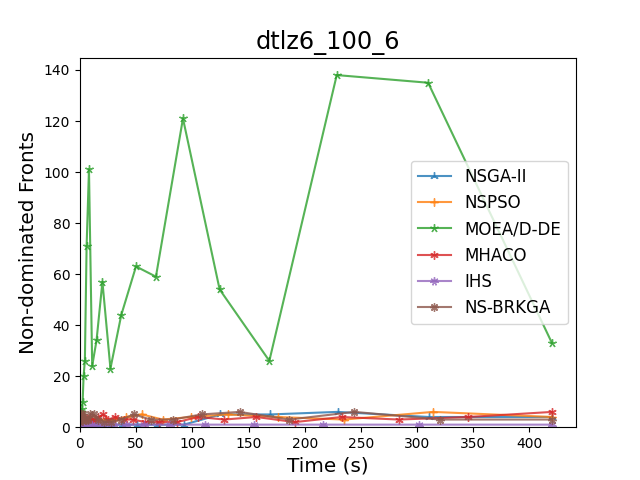 dtlz6_100_6
Non-dominated Fronts
140
120
100
80
60
40
20
0
0 50 100 150 200 250 300 350 400
Time (s)
NSGA-II
NSPSO
MOEA/D-DE
MHACO
IHS
NS-BRKGA